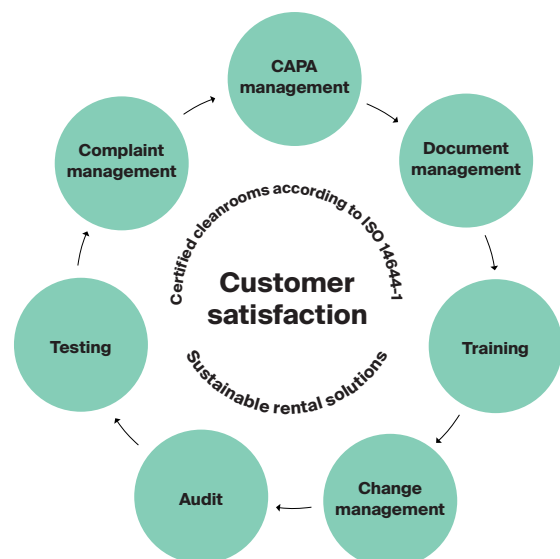 CAPA
management
Document
management
Training
Change
management
Audit
Testing
Complaint
management
Certified cleanrooms according to ISO 14644-1
Customer
satisfaction
Sustainable rental solutions